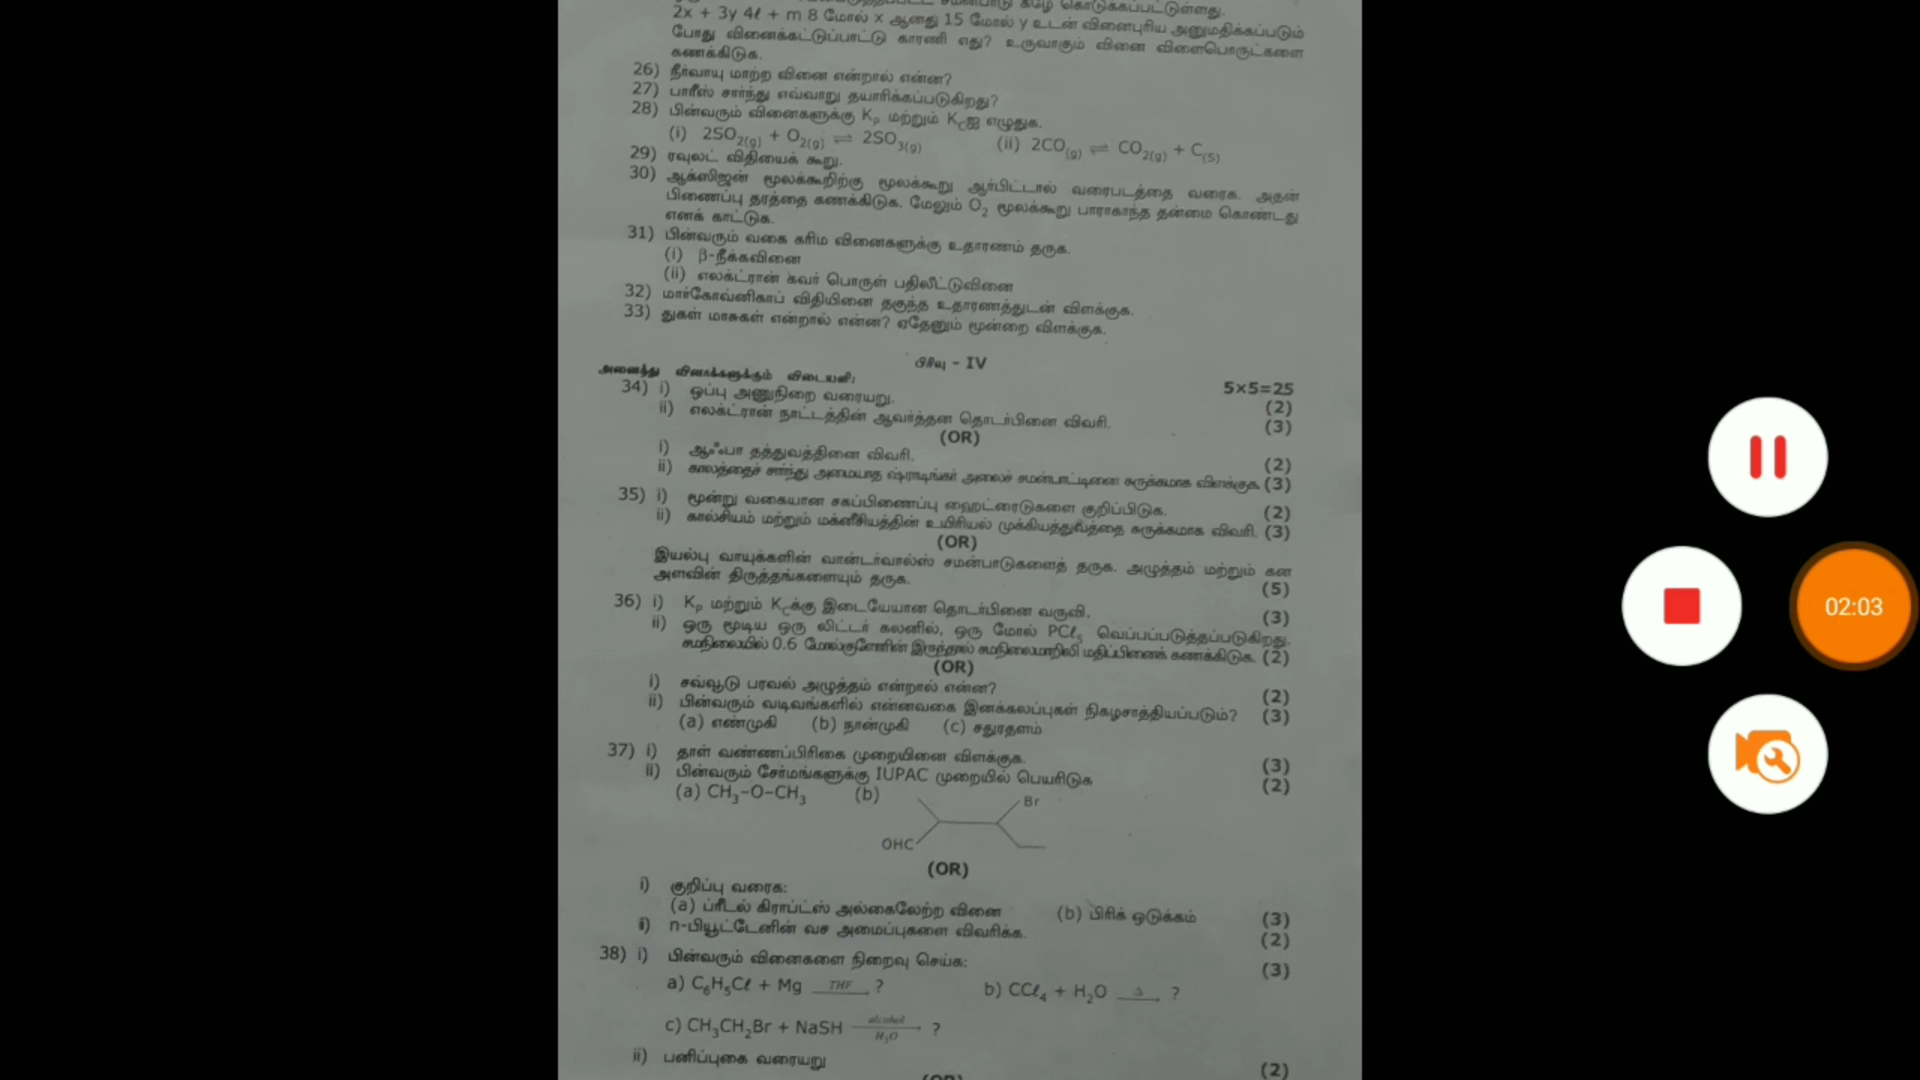 சமன்பாடு கீழே கொடுக்கப்பட்டுள்ளது.
2x + 3y 4ℓ + m 8 மோல் x ஆனது 15 மோல் y உடன் வினைபுரிய அனுமதிக்கப்படும்
போது வினைக்கட்டுப்பாட்டு காரணி எது? உருவாகும் வினை விளைபொருட்களை
கணக்கிடுக.
26) நீர்வாயு மாற்ற வினை என்றால் என்ன?
27) பாரீஸ் சார்ந்து எவ்வாறு தயாரிக்கப்படுகிறது?
28) பின்வரும் வினைகளுக்கு Kₚ மற்றும் K_Cஐ எழுதுக.
(i) 2SO₂(g) + O₂(g) ⇌ 2SO₃(g) (ii) 2CO(g) ⇌ CO₂(g) + C(S)
29) ரவுலட் விதியைக் கூறு.
30) ஆக்ஸிஜன் மூலக்கூறிற்கு மூலக்கூறு ஆர்பிட்டால் வரைபடத்தை வரைக. அதன்
பிணைப்பு தரத்தை கணக்கிடுக. மேலும் O₂ மூலக்கூறு பாராகாந்த தன்மை கொண்டது
எனக் காட்டுக.
31) பின்வரும் வகை கரிம வினைகளுக்கு உதாரணம் தருக.
(i) β-நீக்கவினை
(ii) எலக்ட்ரான் கவர் பொருள் பதிலீட்டுவினை
32) மார்கோவ்னிகாப் விதியினை தகுந்த உதாரணத்துடன் விளக்குக.
33) துகள் மாசுகள் என்றால் என்ன? ஏதேனும் மூன்றை விளக்குக.
பிரிவு - IV
அனைத்து வினாக்களுக்கும் விடையளி: 5×5=25
34) i) ஒப்பு அணுநிறை வரையறு. (2)
ii) எலக்ட்ரான் நாட்டத்தின் ஆவர்த்தன தொடர்பினை விவரி. (3)
(OR)
i) ஆஃபா தத்துவத்தினை விவரி. (2)
ii) காலத்தைச் சார்ந்து அமையாத ஷ்ராடிங்கர் அலைச் சமன்பாட்டினை சுருக்கமாக விளக்குக. (3)
35) i) மூன்று வகையான சகப்பிணைப்பு ஹைட்ரைடுகளை குறிப்பிடுக. (2)
ii) கால்சியம் மற்றும் மக்னீசியத்தின் உயிரியல் முக்கியத்துவத்தை சுருக்கமாக விவரி. (3)
(OR)
இயல்பு வாயுக்களின் வான்டர்வால்ஸ் சமன்பாடுகளைத் தருக. அழுத்தம் மற்றும் கன
அளவின் திருத்தங்களையும் தருக. (5)
36) i) Kₚ மற்றும் K_Cக்கு இடையேயான தொடர்பினை வருவி. (3)
ii) ஒரு மூடிய ஒரு லிட்டர் கலனில், ஒரு மோல் PCℓ₅ வெப்பப்படுத்தப்படுகிறது.
சமநிலையில் 0.6 மோல்குளோரின் இருந்தால் சமநிலைமாறிலி மதிப்பினைக் கணக்கிடுக. (2)
(OR)
i) சவ்வூடு பரவல் அழுத்தம் என்றால் என்ன? (2)
ii) பின்வரும் வடிவங்களில் என்னவகை இனக்கலப்புகள் நிகழசாத்தியப்படும்? (3)
(a) எண்முகி (b) நான்முகி (c) சதுரதளம்
37) i) தாள் வண்ணப்பிரிகை முறையினை விளக்குக. (3)
ii) பின்வரும் சேர்மங்களுக்கு IUPAC முறையில் பெயரிடுக (2)
(a) CH₃-O-CH₃ (b)
Br
OHC
(OR)
i) குறிப்பு வரைக:
(a) ப்ரீடல் கிராப்ட்ஸ் அல்கைலேற்ற வினை (b) பிரிக் ஒடுக்கம் (3)
ii) n-பியூட்டேனின் வச அமைப்புகளை விவரிக்க. (2)
38) i) பின்வரும் வினைகளை நிறைவு செய்க: (3)
a) C₆H₅Cℓ + Mg THF→ ? b) CCℓ₄ + H₂O Δ→ ?
c) CH₃CH₂Br + NaSH alcohol/H₂O→ ?
ii) பனிப்புகை வரையறு (2)
(OR)
02:03